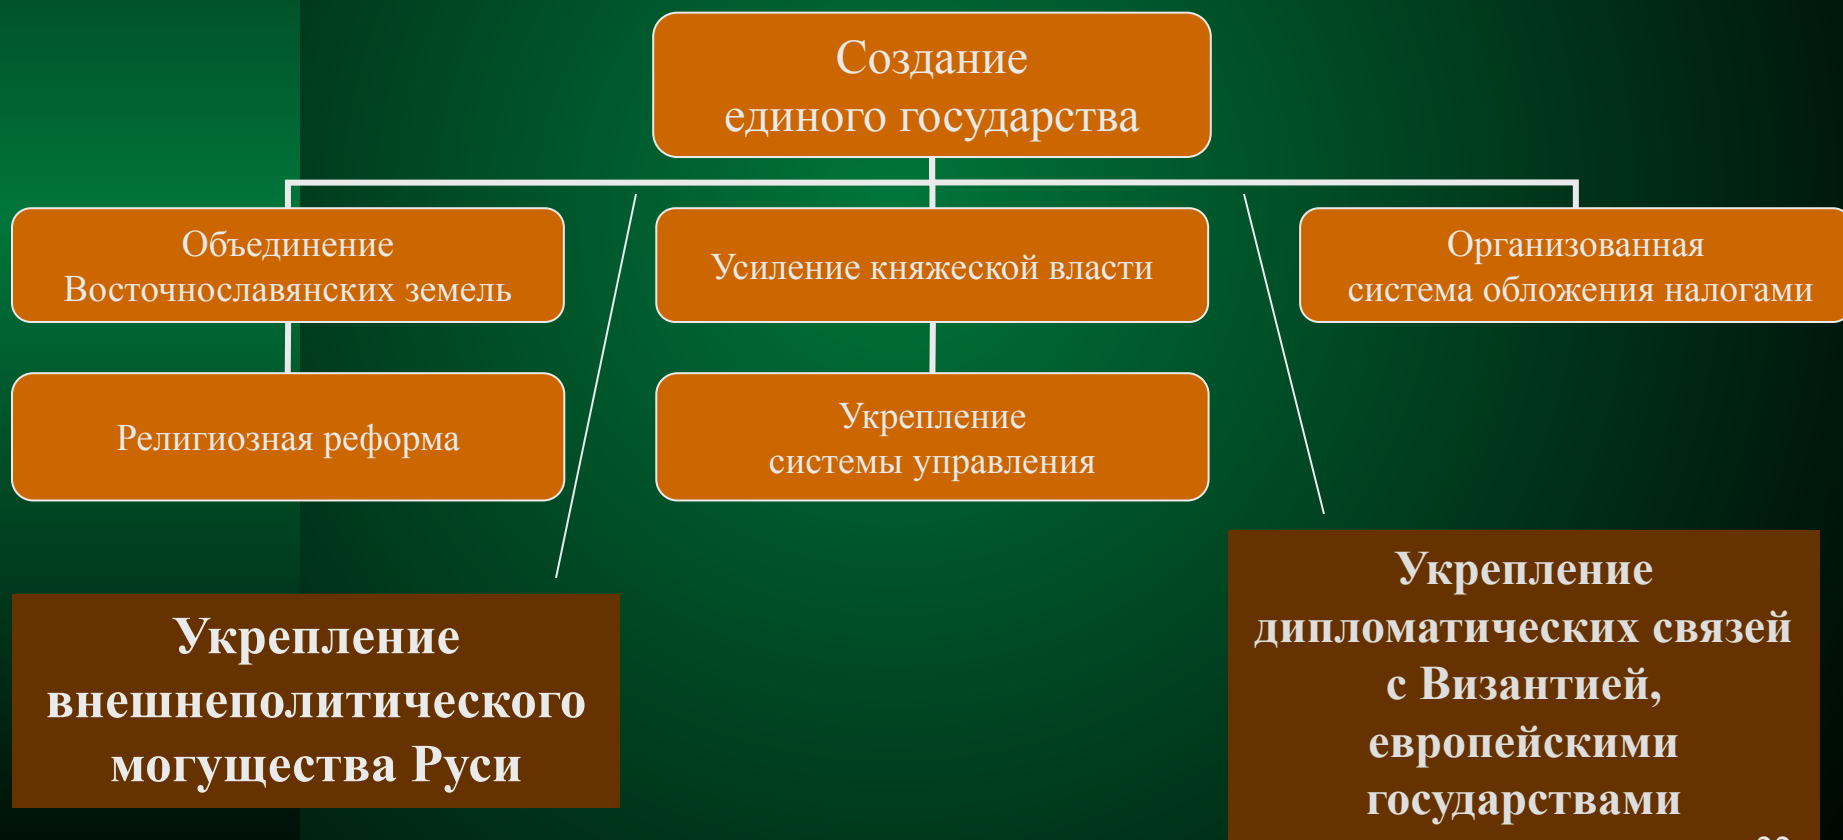 Создание
единого государства
Объединение
Восточнославянских земель
Усиление княжеской власти
Организованная
система обложения налогами
Религиозная реформа
Укрепление
системы управления
Укрепление
внешнеполитического
могущества Руси
Укрепление
дипломатических связей
с Византией,
европейскими
государствами